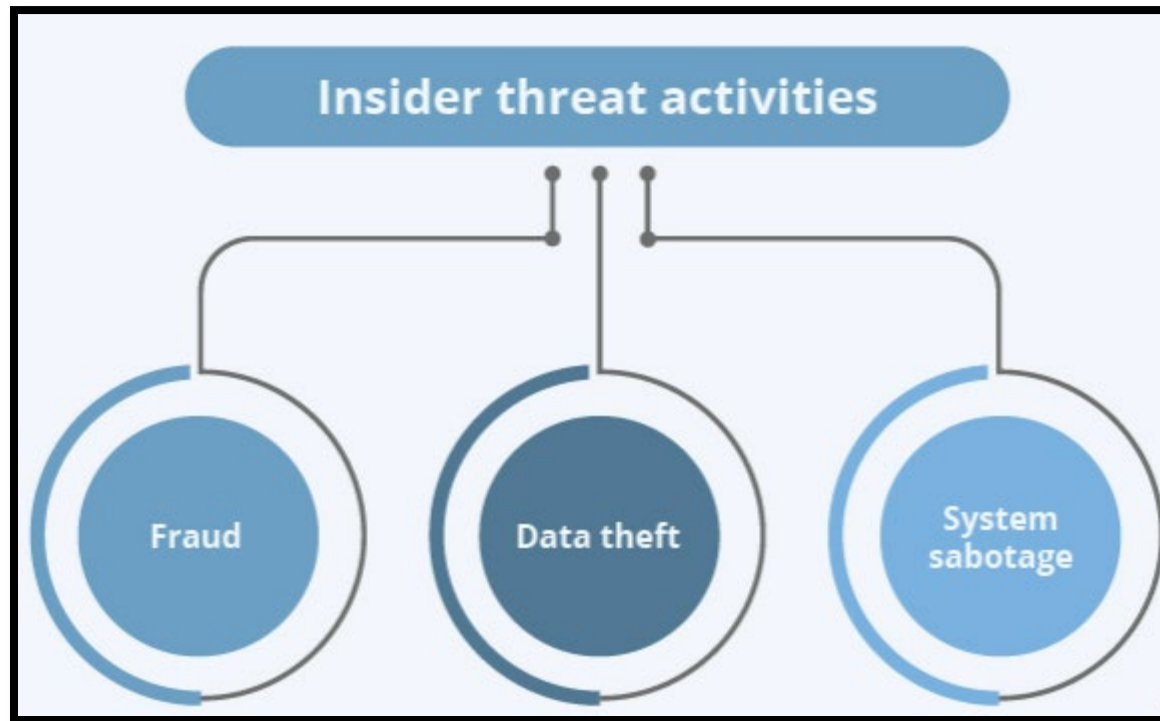 Insider threat activities
Fraud
Data theft
System
sabotage